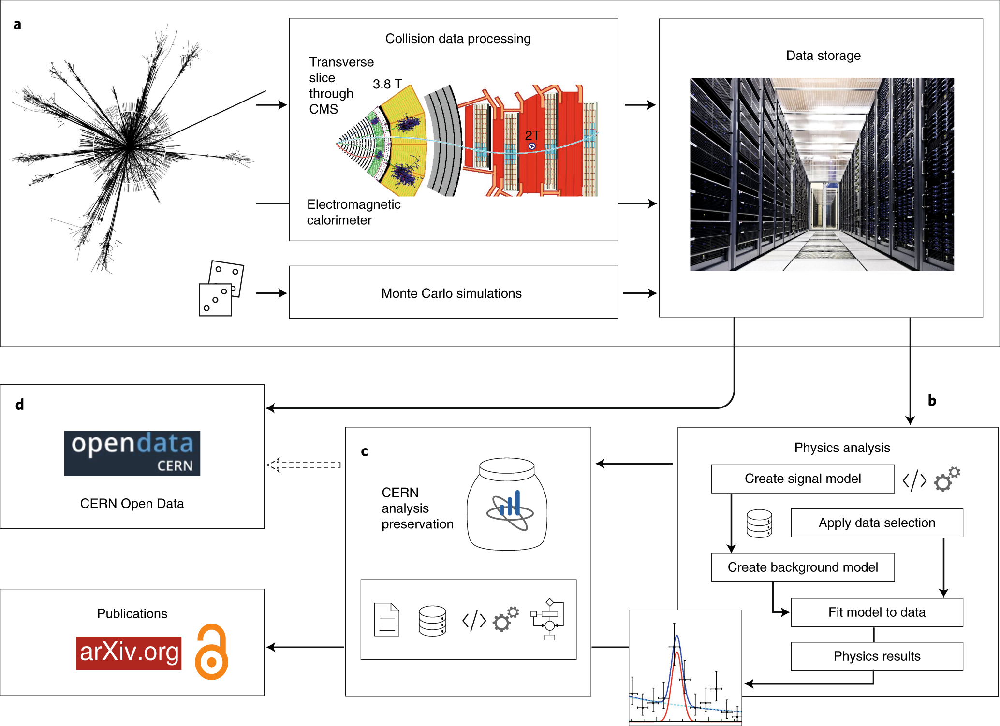 a
Collision data processing
Transverse
slice
through
CMS
3.8 T
2T
Electromagnetic
calorimeter
Data storage
Monte Carlo simulations
d
opendata
CERN
CERN Open Data
b
c
CERN
analysis
preservation
Physics analysis
Create signal model
</>
Apply data selection
Create background model
Fit model to data
Physics results
</>
Publications
arXiv.org